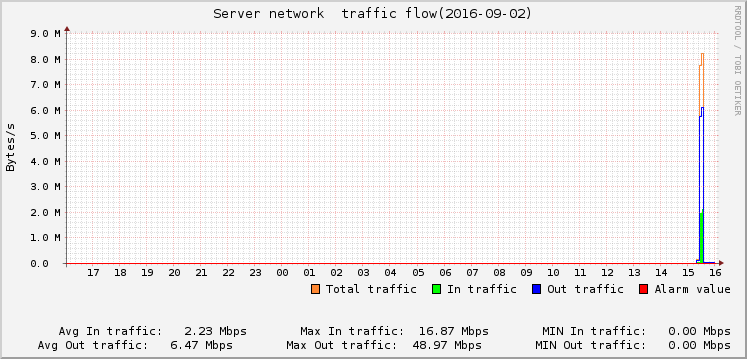 Server network traffic flow(2016-09-02)
RRDTOOL / TOBI OETIKER
Bytes/s
9.0 M
8.0 M
7.0 M
6.0 M
5.0 M
4.0 M
3.0 M
2.0 M
1.0 M
0.0
17 18 19 20 21 22 23 00 01 02 03 04 05 06 07 08 09 10 11 12 13 14 15 16
Total traffic In traffic Out traffic Alarm value
Avg In traffic: 2.23 Mbps Max In traffic: 16.87 Mbps MIN In traffic: 0.00 Mbps
Avg Out traffic: 6.47 Mbps Max Out traffic: 48.97 Mbps MIN Out traffic: 0.00 Mbps